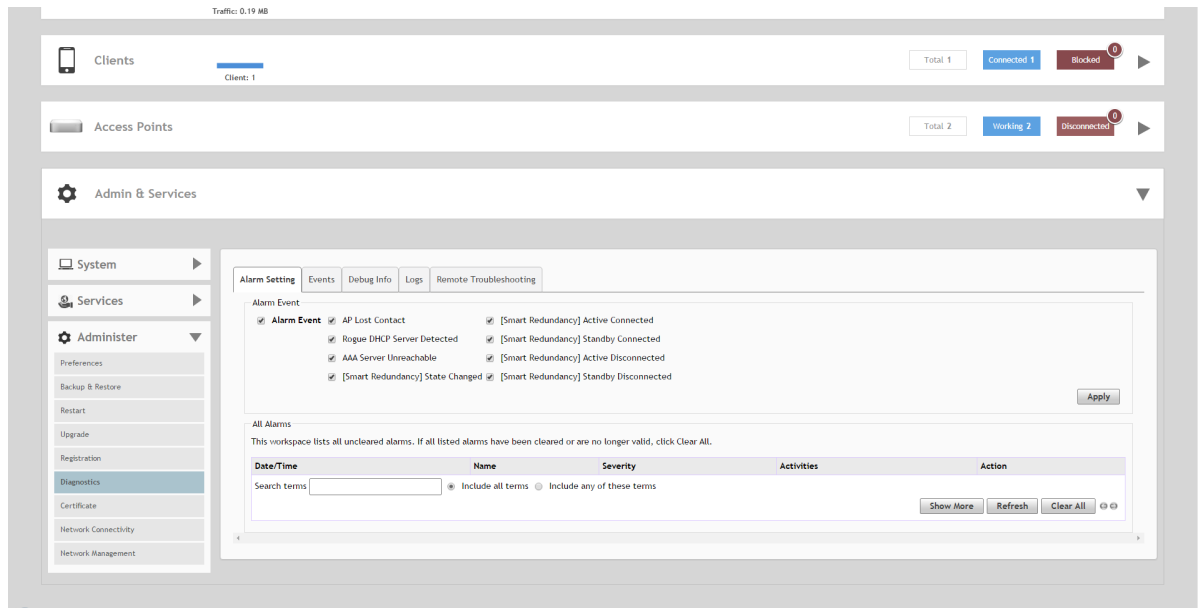 Traffic: 0.19 MB
Clients
Client: 1
Total 1
Connected 1
Blocked
0
Access Points
Total 2
Working 2
Disconnected
0
Admin & Services
System
Services
Administer
Preferences
Backup & Restore
Restart
Upgrade
Registration
Diagnostics
Certificate
Network Connectivity
Network Management
Alarm Setting Events Debug Info Logs Remote Troubleshooting
Alarm Event
Alarm Event AP Lost Contact [Smart Redundancy] Active Connected
Rogue DHCP Server Detected [Smart Redundancy] Standby Connected
AAA Server Unreachable [Smart Redundancy] Active Disconnected
[Smart Redundancy] State Changed [Smart Redundancy] Standby Disconnected
Apply
All Alarms
This workspace lists all uncleared alarms. If all listed alarms have been cleared or are no longer valid, click Clear All.
Date/Time Name Severity Activities Action
Search terms Include all terms Include any of these terms
Show More Refresh Clear All